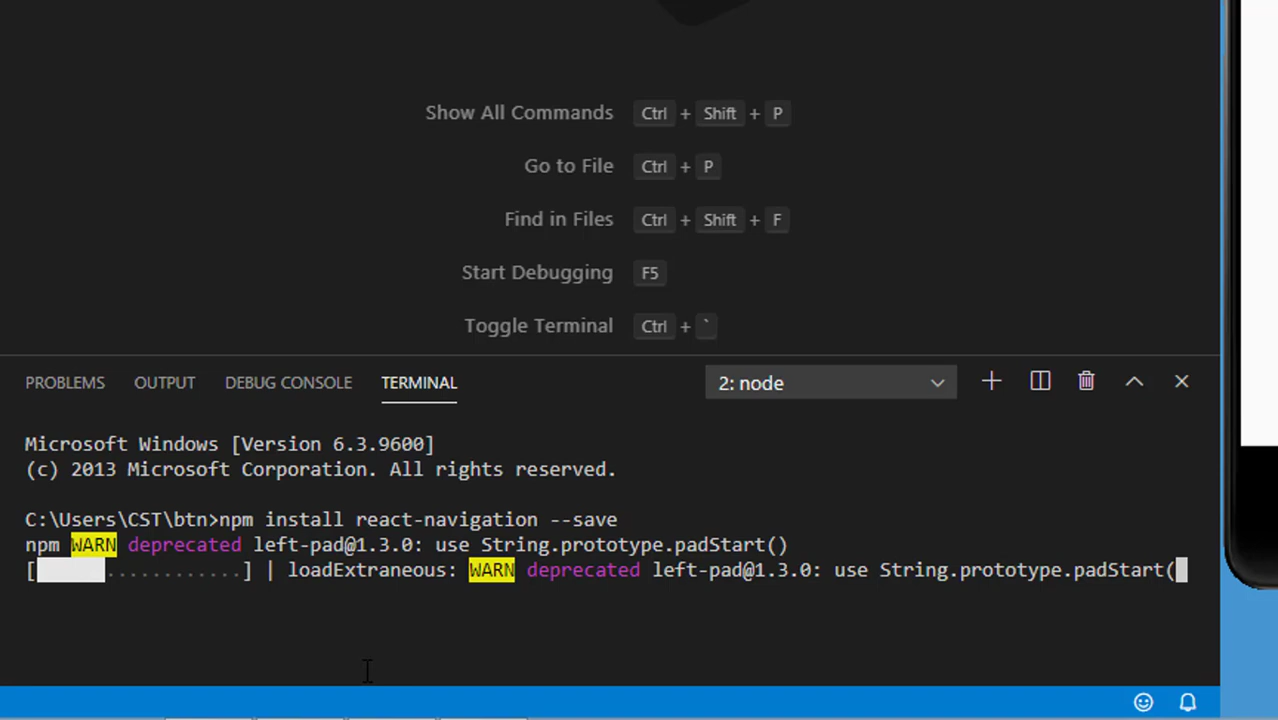 Show All Commands Ctrl + Shift + P
Go to File Ctrl + P
Find in Files Ctrl + Shift + F
Start Debugging F5
Toggle Terminal Ctrl + `
PROBLEMS OUTPUT DEBUG CONSOLE TERMINAL 2: node
Microsoft Windows [Version 6.3.9600]
(c) 2013 Microsoft Corporation. All rights reserved.
C:\Users\CST\btn>npm install react-navigation --save
npm WARN deprecated left-pad@1.3.0: use String.prototype.padStart()
[      ............] | loadExtraneous: WARN deprecated left-pad@1.3.0: use String.prototype.padStart(